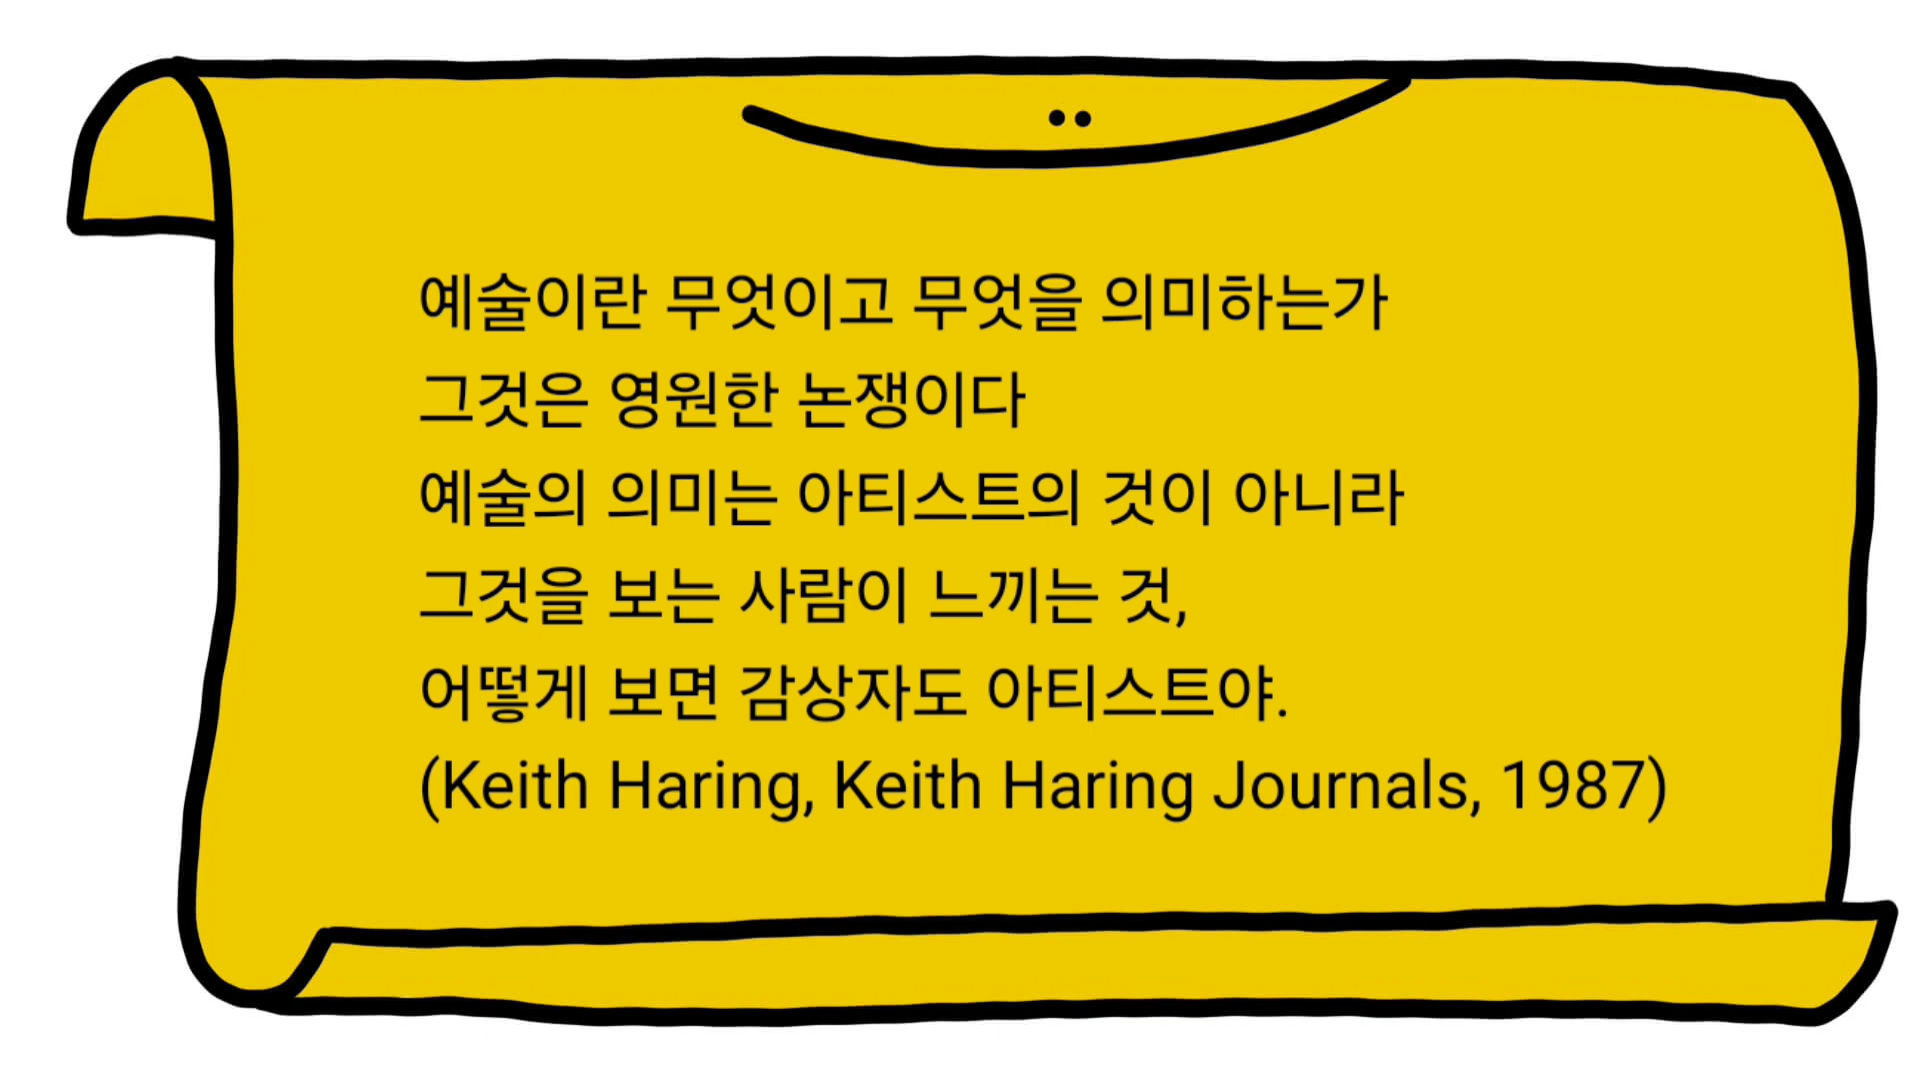 예술이란 무엇이고 무엇을 의미하는가
그것은 영원한 논쟁이다
예술의 의미는 아티스트의 것이 아니라
그것을 보는 사람이 느끼는 것,
어떻게 보면 감상자도 아티스트야.
(Keith Haring, Keith Haring Journals, 1987)